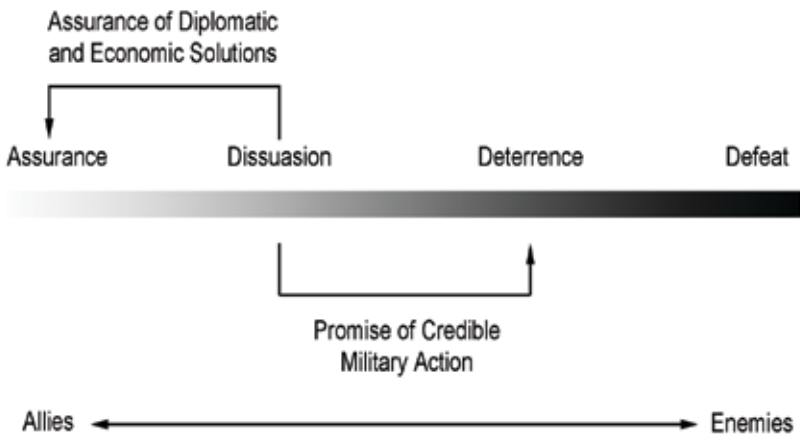 Assurance of Diplomatic
and Economic Solutions
Assurance Dissuasion Deterrence Defeat
Promise of Credible
Military Action
Allies Enemies